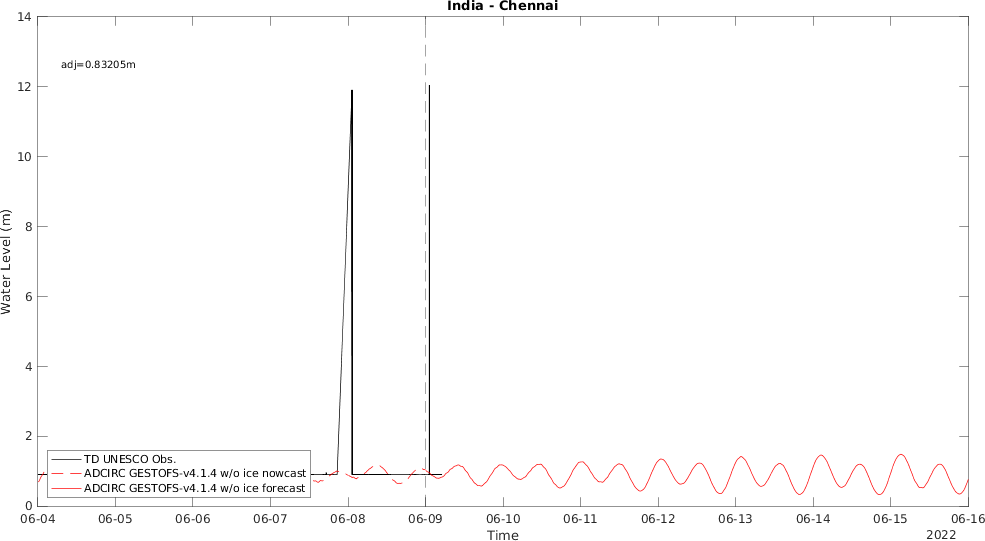 India - Chennai
14
adj=0.83205m
12
10
8
6
4
2
0
Water Level (m)
TD UNESCO Obs.
ADCIRC GESTOFS-v4.1.4 w/o ice nowcast
ADCIRC GESTOFS-v4.1.4 w/o ice forecast
06-04 06-05 06-06 06-07 06-08 06-09 06-10 06-11 06-12 06-13 06-14 06-15 06-16
Time
2022